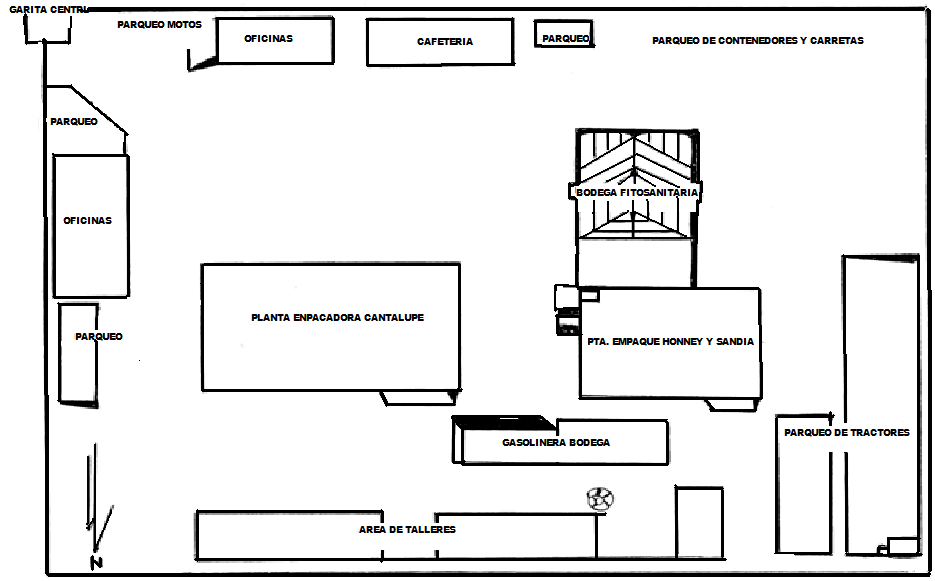 GARITA CENTRL
PARQUEO MOTOS
OFICINAS
CAFETERIA
PARQUEO
PARQUEO DE CONTENEDORES Y CARRETAS
PARQUEO
BODEGA FITOSANITARIA
OFICINAS
PLANTA ENPACADORA CANTALUPE
PARQUEO
PTA. EMPAQUE HONNEY Y SANDIA
PARQUEO DE TRACTORES
GASOLINERA BODEGA
AREA DE TALLERES
N